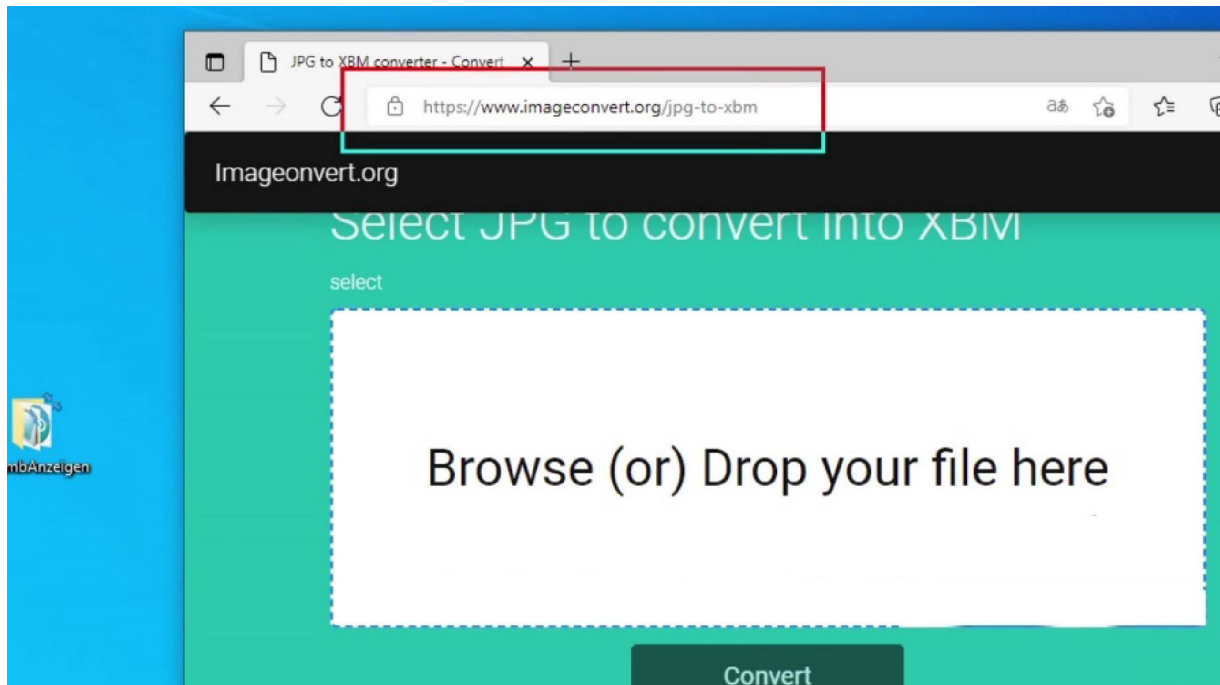 JPG to XBM converter - Convert
https://www.imageconvert.org/jpg-to-xbm
Imageonvert.org
Select JPG to convert into XBM
select
mbAnzeigen
Browse (or) Drop your file here
Convert